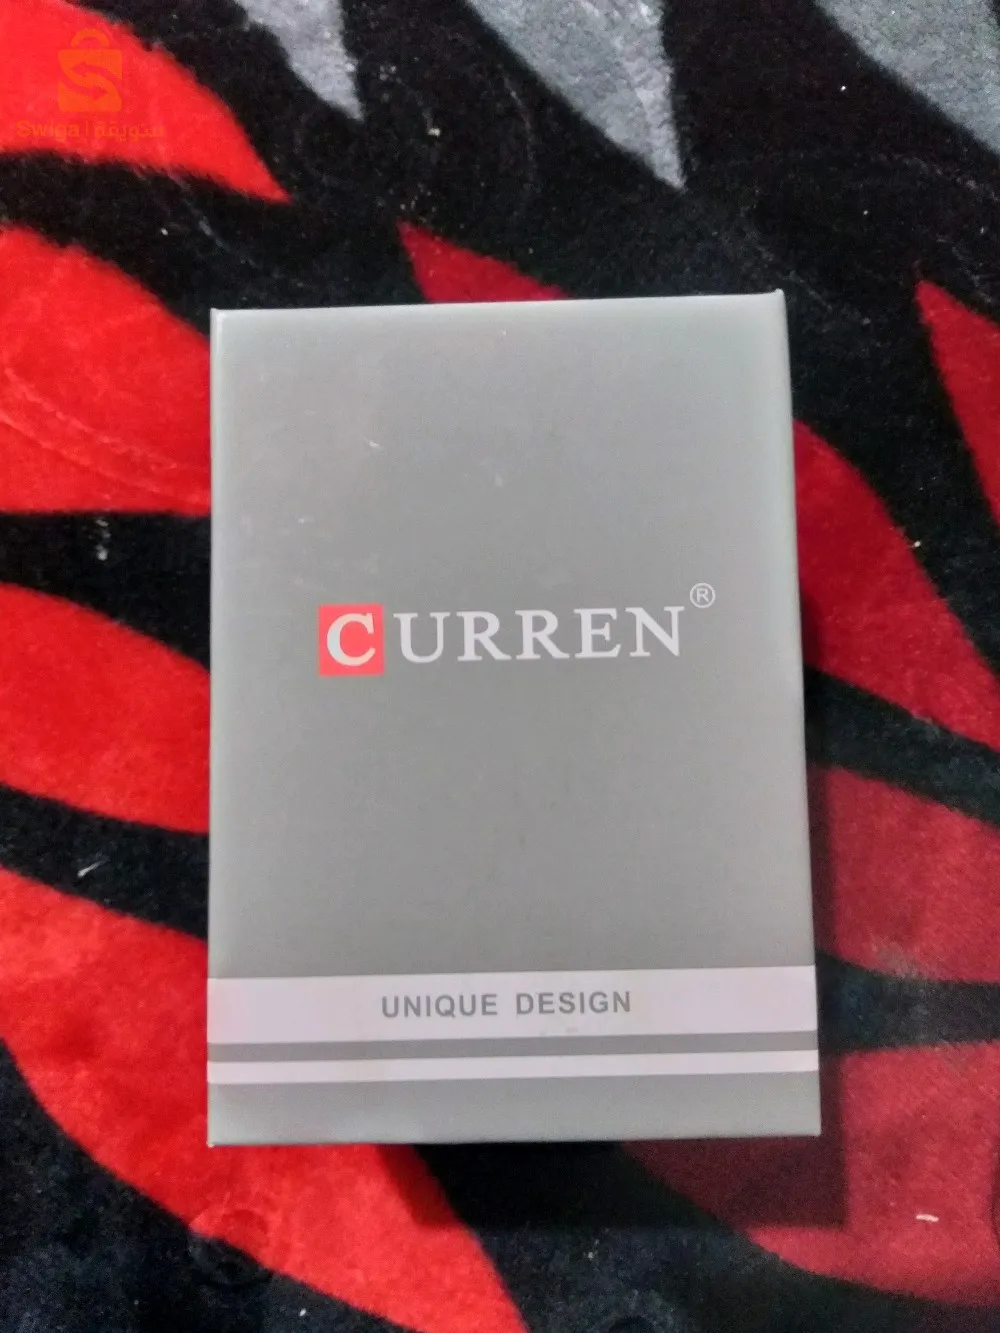 Swiqa | سويقة
CURREN®
UNIQUE DESIGN